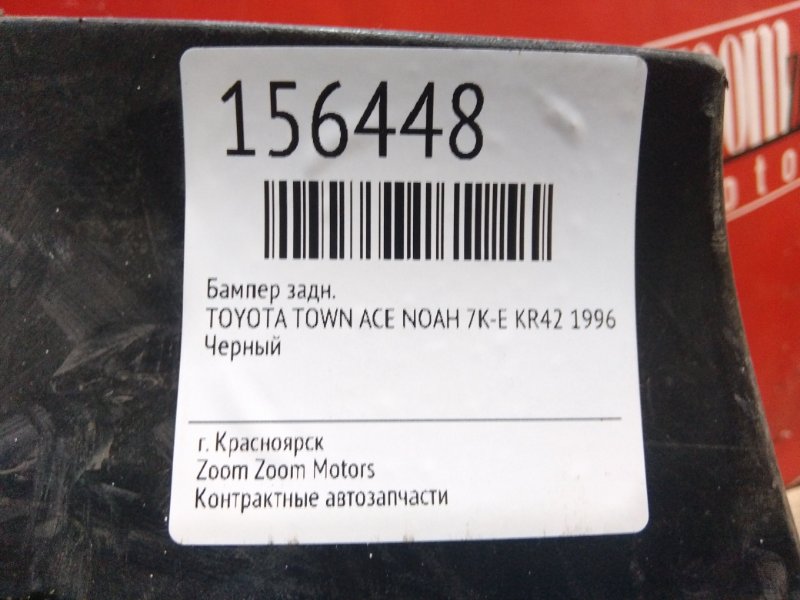 156448
Бампер задн.
TOYOTA TOWN ACE NOAH 7K-E KR42 1996
Черный
г. Красноярск
Zoom Zoom Motors
Контрактные автозапчасти